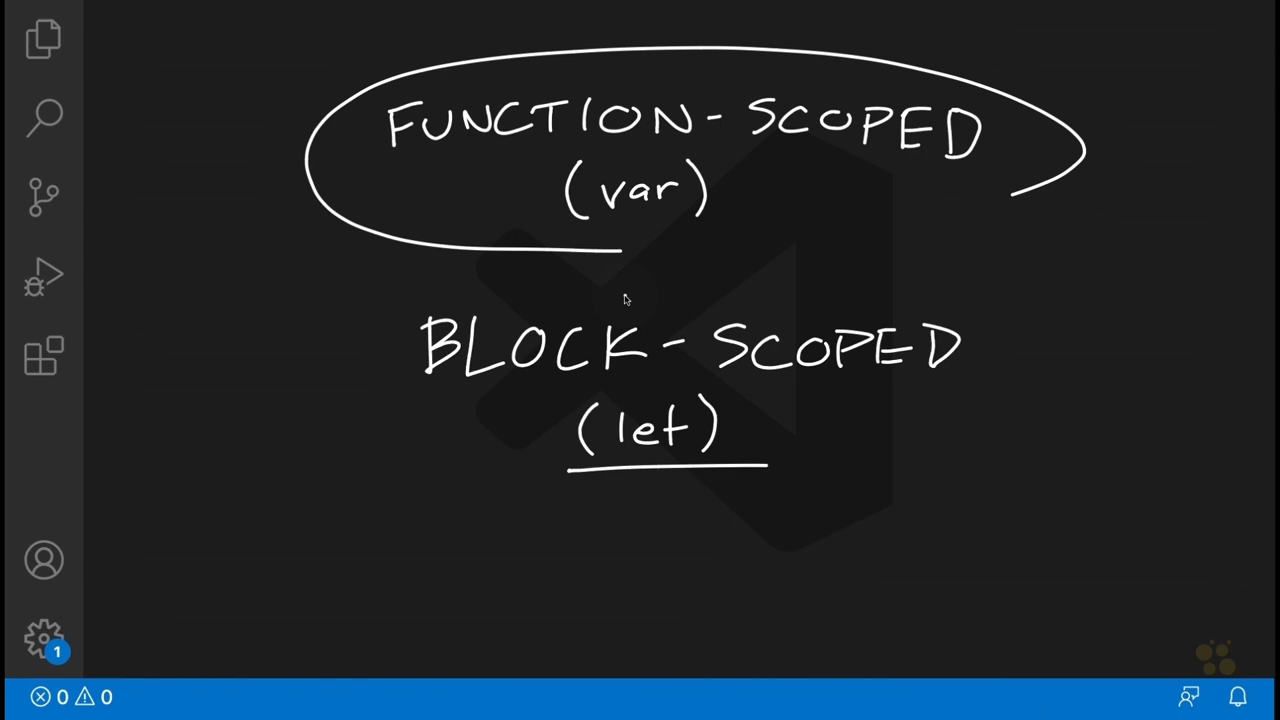 FUNCTION-SCOPED
(var)
BLOCK-SCOPED
(let)
1
0 0